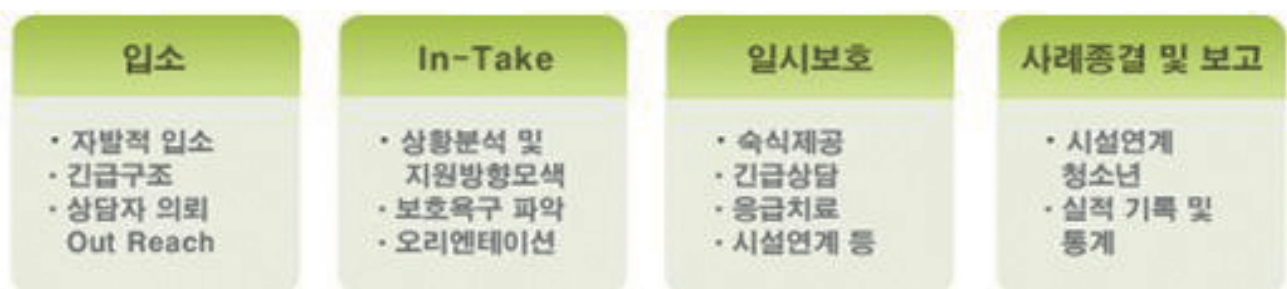 입소
· 자발적 입소
· 긴급구조
· 상담자 의뢰
Out Reach
In-Take
· 상황분석 및
지원방향모색
· 보호욕구 파악
· 오리엔테이션
일시보호
· 숙식제공
· 긴급상담
· 응급치료
· 시설연계 등
사례종결 및 보고
· 시설연계
청소년
· 실적 기록 및
통계